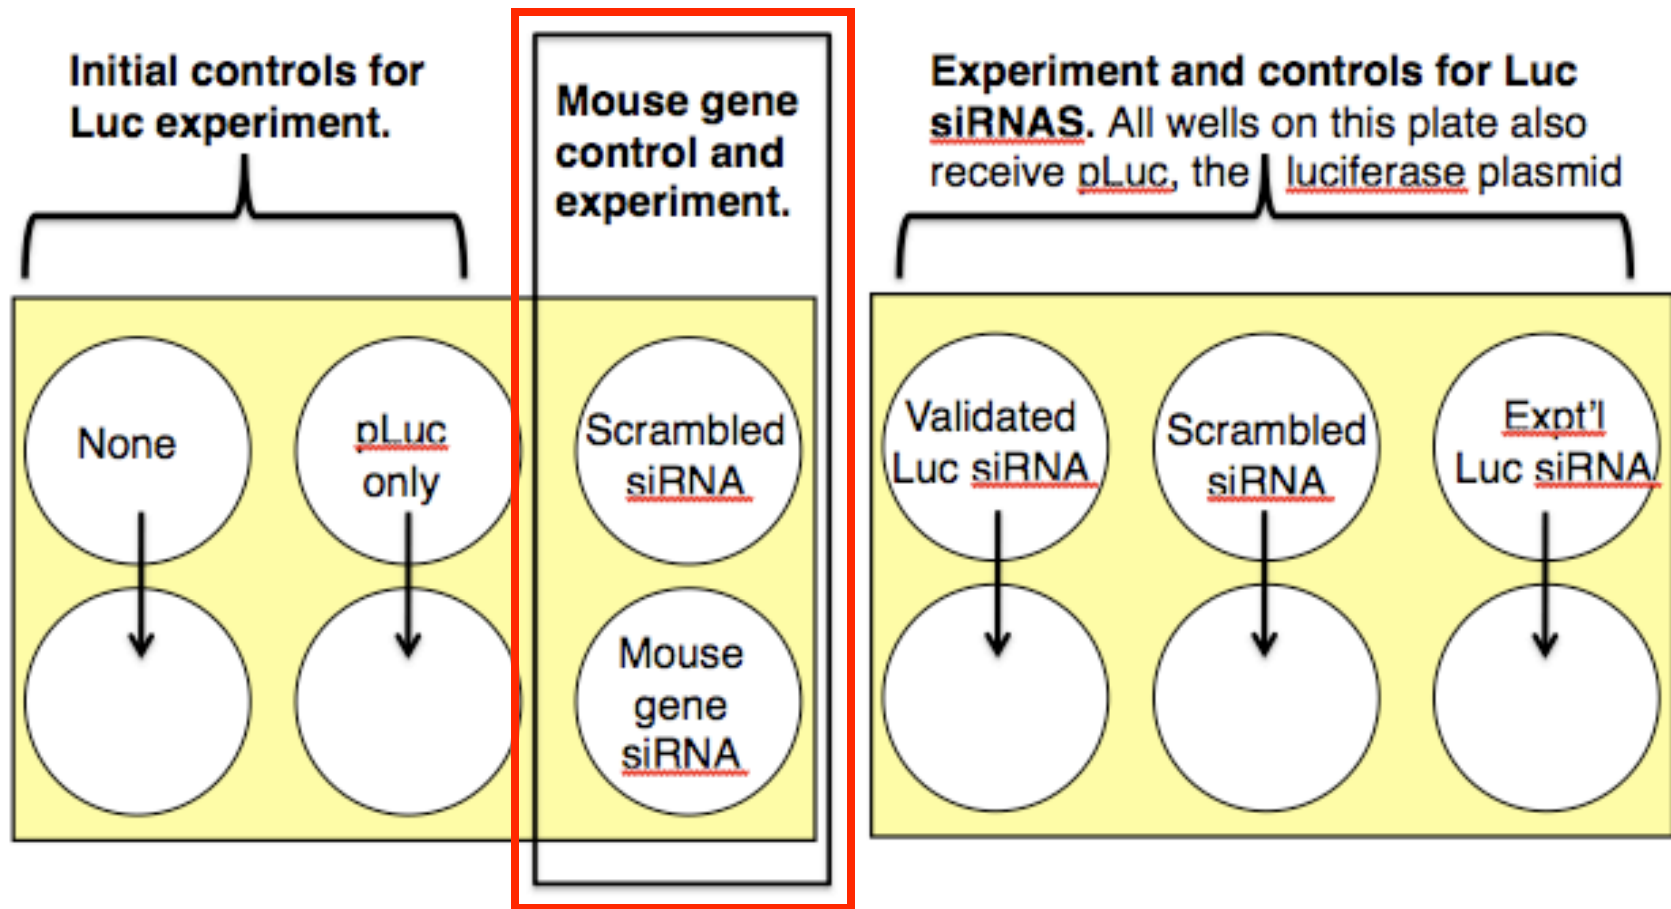 Initial controls for
Luc experiment.
Mouse gene
control and
experiment.
Experiment and controls for Luc
siRNAS. All wells on this plate also
receive pLuc, the luciferase plasmid
None
pLuc
only
Scrambled
siRNA
Mouse
gene
siRNA
Validated
Luc siRNA
Scrambled
siRNA
Expt'l
Luc siRNA